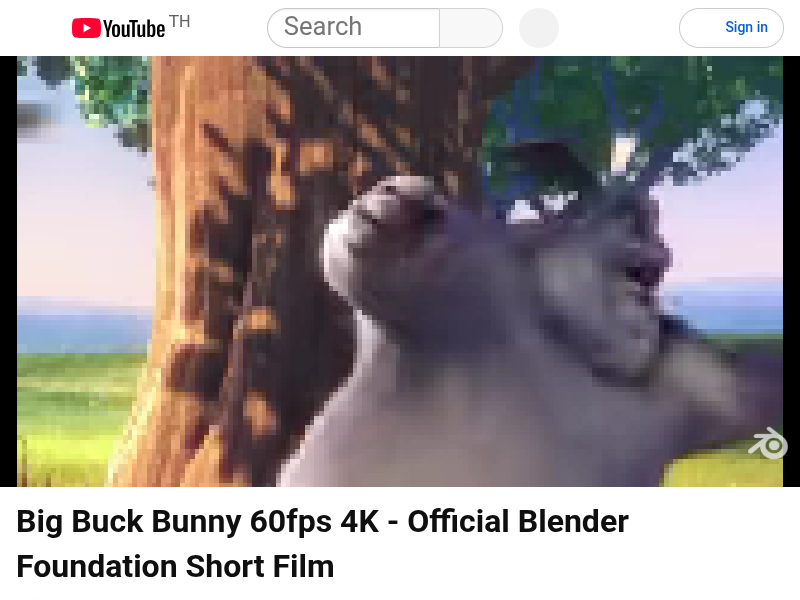 YouTube TH
Search
Sign in
Big Buck Bunny 60fps 4K - Official Blender
Foundation Short Film